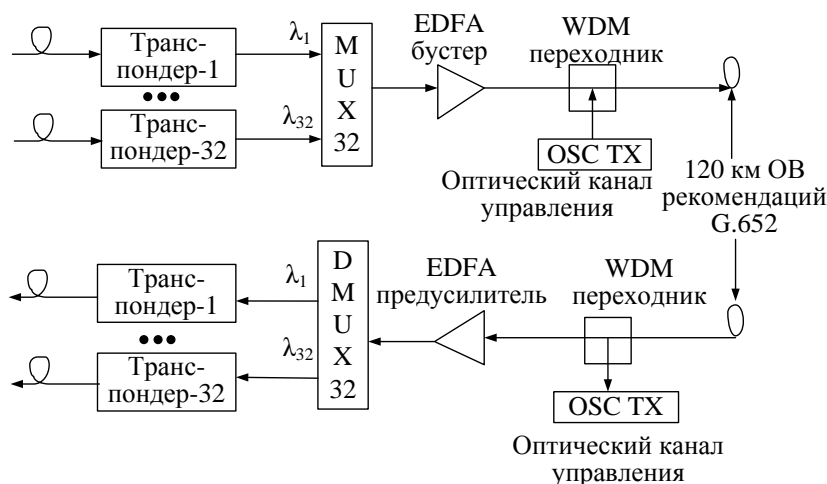 Транс-
пондер-1
•••
Транс-
пондер-32
λ1
λ32
M
U
X
32
EDFA
бустер
WDM
переходник
OSC TX
Оптический канал
управления
120 км ОВ
рекомендаций
G.652
Транс-
пондер-1
•••
Транс-
пондер-32
λ1
λ32
D
M
U
X
32
EDFA
предусилитель
WDM
переходник
OSC TX
Оптический канал
управления